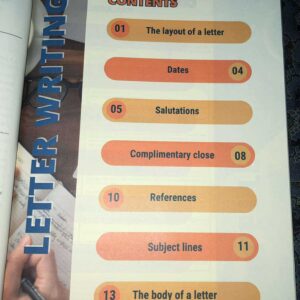 CONTENTS
LETTER WRITING
01 The layout of a letter
Dates 04
05 Salutations
Complimentary close 08
10 References
Subject lines 11
13 The body of a letter